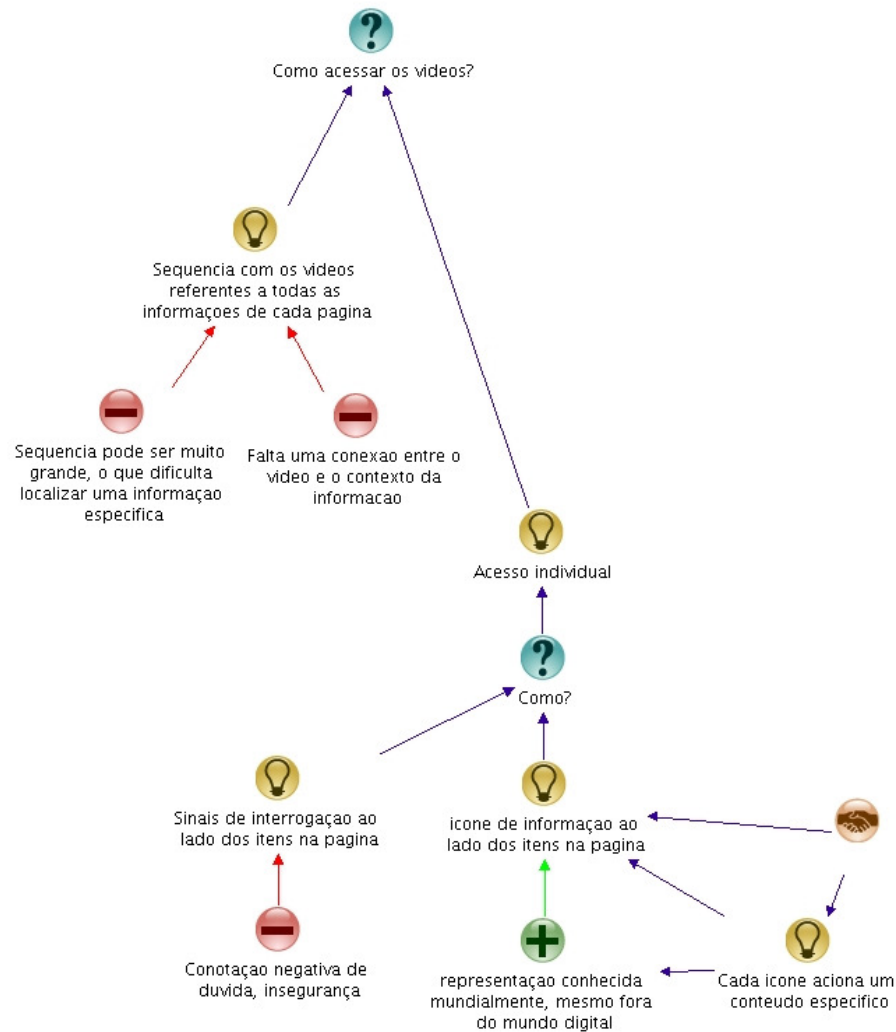 Como acessar os videos?
Sequencia com os videos
referentes a todas as
informaçoes de cada pagina
Sequencia pode ser muito
grande, o que dificulta
localizar uma informaçao
especifica
Falta uma conexao entre o
video e o contexto da
informacao
Acesso individual
Como?
Sinais de interrogaçao ao
lado dos itens na pagina
icone de informaçao ao
lado dos itens na pagina
Conotaçao negativa de
duvida, insegurança
representaçao conhecida
mundialmente, mesmo fora
do mundo digital
Cada icone aciona um
conteudo especifico